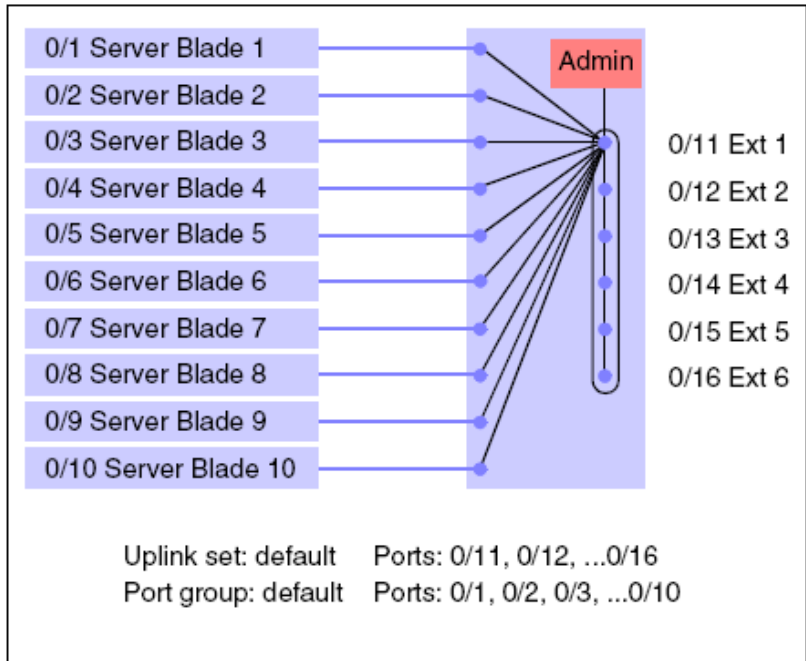 0/1 Server Blade 1
0/2 Server Blade 2
0/3 Server Blade 3
0/4 Server Blade 4
0/5 Server Blade 5
0/6 Server Blade 6
0/7 Server Blade 7
0/8 Server Blade 8
0/9 Server Blade 9
0/10 Server Blade 10
Admin
0/11 Ext 1
0/12 Ext 2
0/13 Ext 3
0/14 Ext 4
0/15 Ext 5
0/16 Ext 6
Uplink set: default Ports: 0/11, 0/12, ...0/16
Port group: default Ports: 0/1, 0/2, 0/3, ...0/10